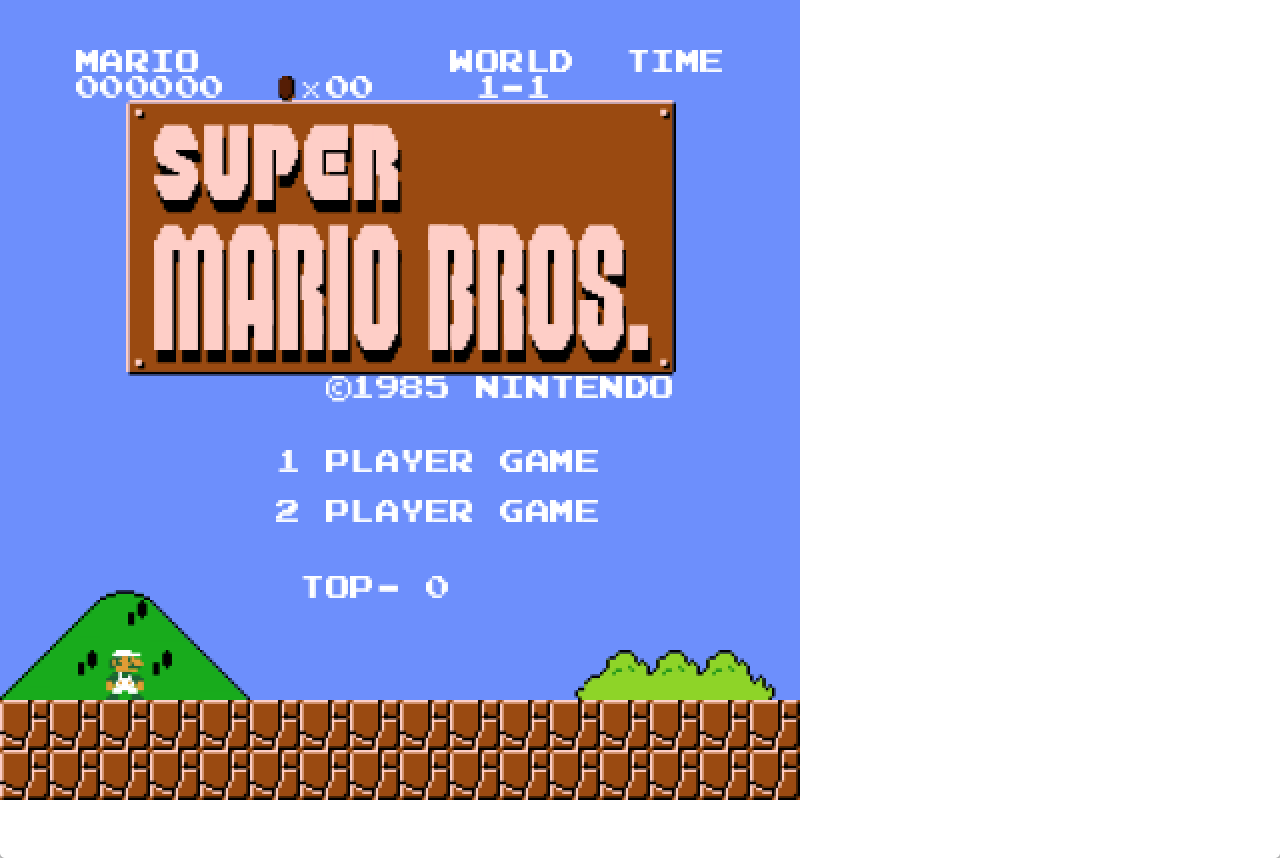 MARIO WORLD TIME
000000 x00 1-1
SUPER
MARIO BROS.
©1985 NINTENDO
1 PLAYER GAME
2 PLAYER GAME
TOP- 0